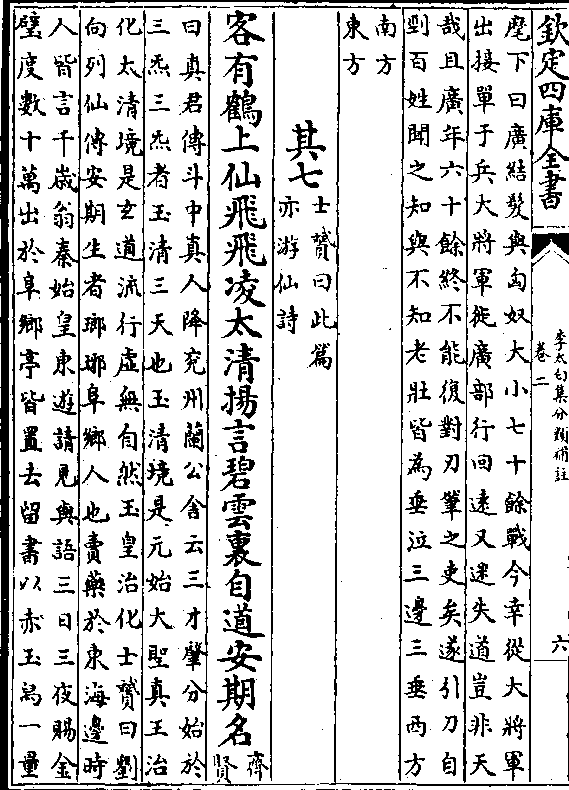 欽定四庫全書
李太白集分類補註
卷二
六
麾下曰廣結髮與匈奴大小七十餘戰今幸從大將軍
出接單于兵大將軍徙廣部行回遠又迷失道豈非天
哉且廣年六十餘終不能復對刀筆之吏矣遂引刀自
剄百姓聞之知與不知老壯皆為垂泣三邊三垂西方
南方
東方
其七
士贇曰此篇
亦游仙詩
客有鶴上仙飛飛凌太清揚言碧雲裏自道安期名
齊
賢
曰真君傳斗中真人降兖州蘭公舍云三才肇分始於
三炁三炁者玉清三天也玉清境是元始大聖真王治
化太清境是玄道流行虛無自然玉皇治化士贇曰劉
向列仙傳安期生者瑯琊阜鄉人也賣藥於東海邊時
人皆言千歲翁秦始皇東遊請見與語三日三夜賜金
璧度數十萬出於阜鄉亭皆置去留書以赤玉舄一量